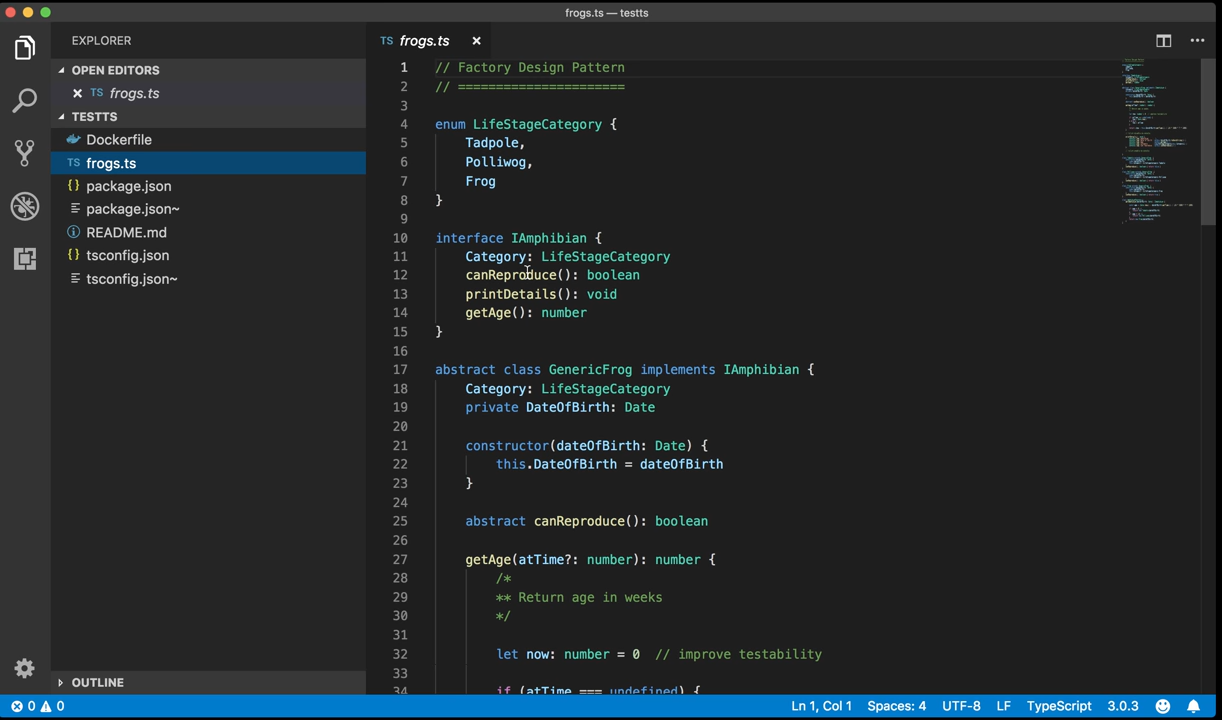 frogs.ts — testts
EXPLORER
OPEN EDITORS
TS frogs.ts
TESTTS
Dockerfile
TS frogs.ts
{} package.json
package.json~
README.md
{} tsconfig.json
tsconfig.json~
OUTLINE
TS frogs.ts
1 // Factory Design Pattern
2 // ======================
3
4 enum LifeStageCategory {
5 Tadpole,
6 Polliwog,
7 Frog
8 }
9
10 interface IAmphibian {
11 Category: LifeStageCategory
12 canReproduce(): boolean
13 printDetails(): void
14 getAge(): number
15 }
16
17 abstract class GenericFrog implements IAmphibian {
18 Category: LifeStageCategory
19 private DateOfBirth: Date
20
21 constructor(dateOfBirth: Date) {
22 this.DateOfBirth = dateOfBirth
23 }
24
25 abstract canReproduce(): boolean
26
27 getAge(atTime?: number): number {
28 /*
29 ** Return age in weeks
30 */
31
32 let now: number = 0 // improve testability
33
34 if (atTime === undefined) {
0 0 Ln 1, Col 1 Spaces: 4 UTF-8 LF TypeScript 3.0.3